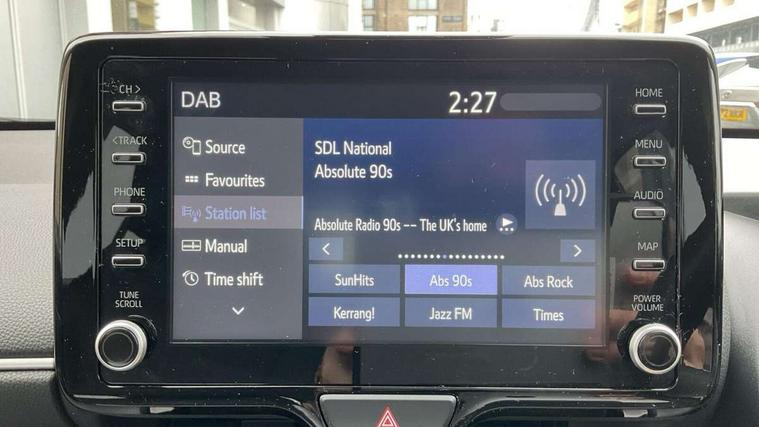 CH >
< TRACK
PHONE
SETUP
TUNE
SCROLL
DAB
2:27
Source
Favourites
Station list
Manual
Time shift
SDL National
Absolute 90s
Absolute Radio 90s -- The UK's home
SunHits
Abs 90s
Abs Rock
Kerrang!
Jazz FM
Times
HOME
MENU
AUDIO
MAP
POWER
VOLUME